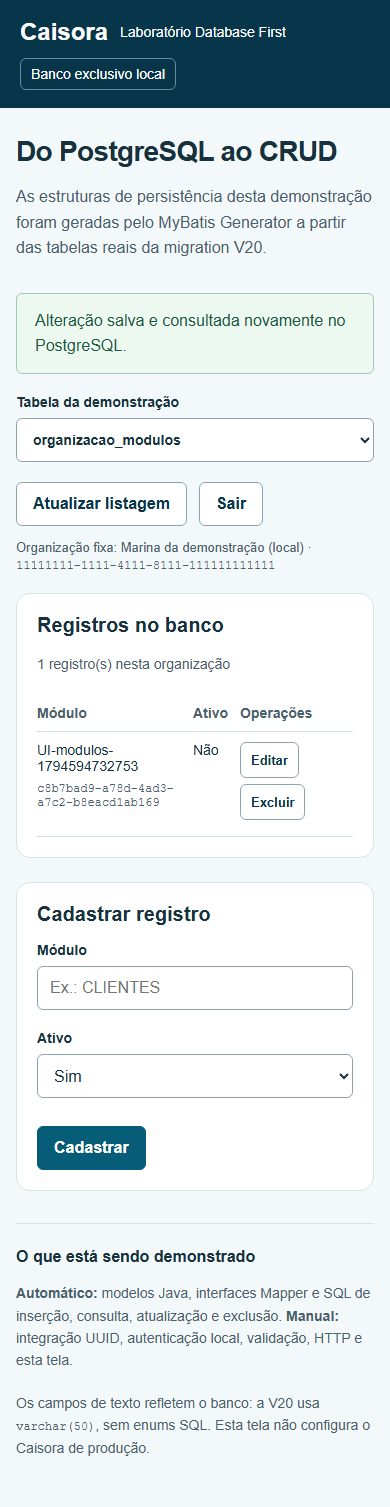 Caisora Laboratório Database First
Banco exclusivo local
Do PostgreSQL ao CRUD
As estruturas de persistência desta demonstração
foram geradas pelo MyBatis Generator a partir
das tabelas reais da migration V20.
Alteração salva e consultada novamente no
PostgreSQL.
Tabela da demonstração
organizacao_modulos
Atualizar listagem Sair
Organização fixa: Marina da demonstração (local) ·
11111111-1111-4111-8111-111111111111
Registros no banco
1 registro(s) nesta organização
Módulo Ativo Operações
UI-modulos- Não Editar
1794594732753
c8b7bad9-a78d-4ad3-
a7c2-b8eacd1ab169
Excluir
Cadastrar registro
Módulo
Ex.: CLIENTES
Ativo
Sim
Cadastrar
O que está sendo demonstrado
Automático: modelos Java, interfaces Mapper e SQL de
inserção, consulta, atualização e exclusão. Manual:
integração UUID, autenticação local, validação, HTTP e
esta tela.
Os campos de texto refletem o banco: a V20 usa
varchar(50), sem enums SQL. Esta tela não configura o
Caisora de produção.